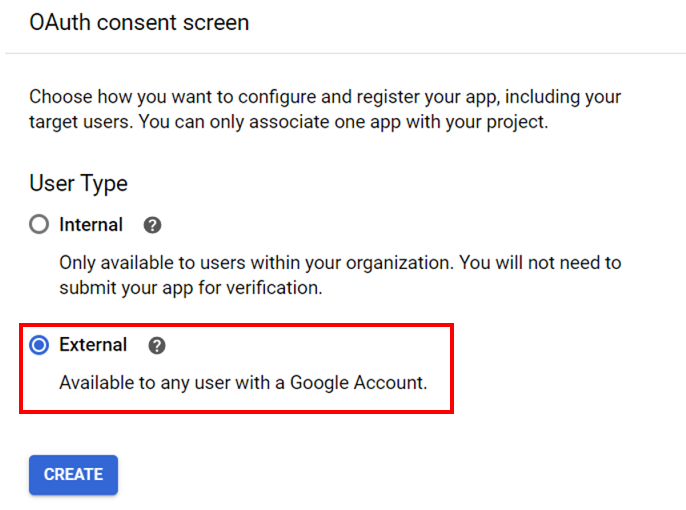 OAuth consent screen
Choose how you want to configure and register your app, including your
target users. You can only associate one app with your project.
User Type
Internal ?
Only available to users within your organization. You will not need to
submit your app for verification.
External ?
Available to any user with a Google Account.
CREATE